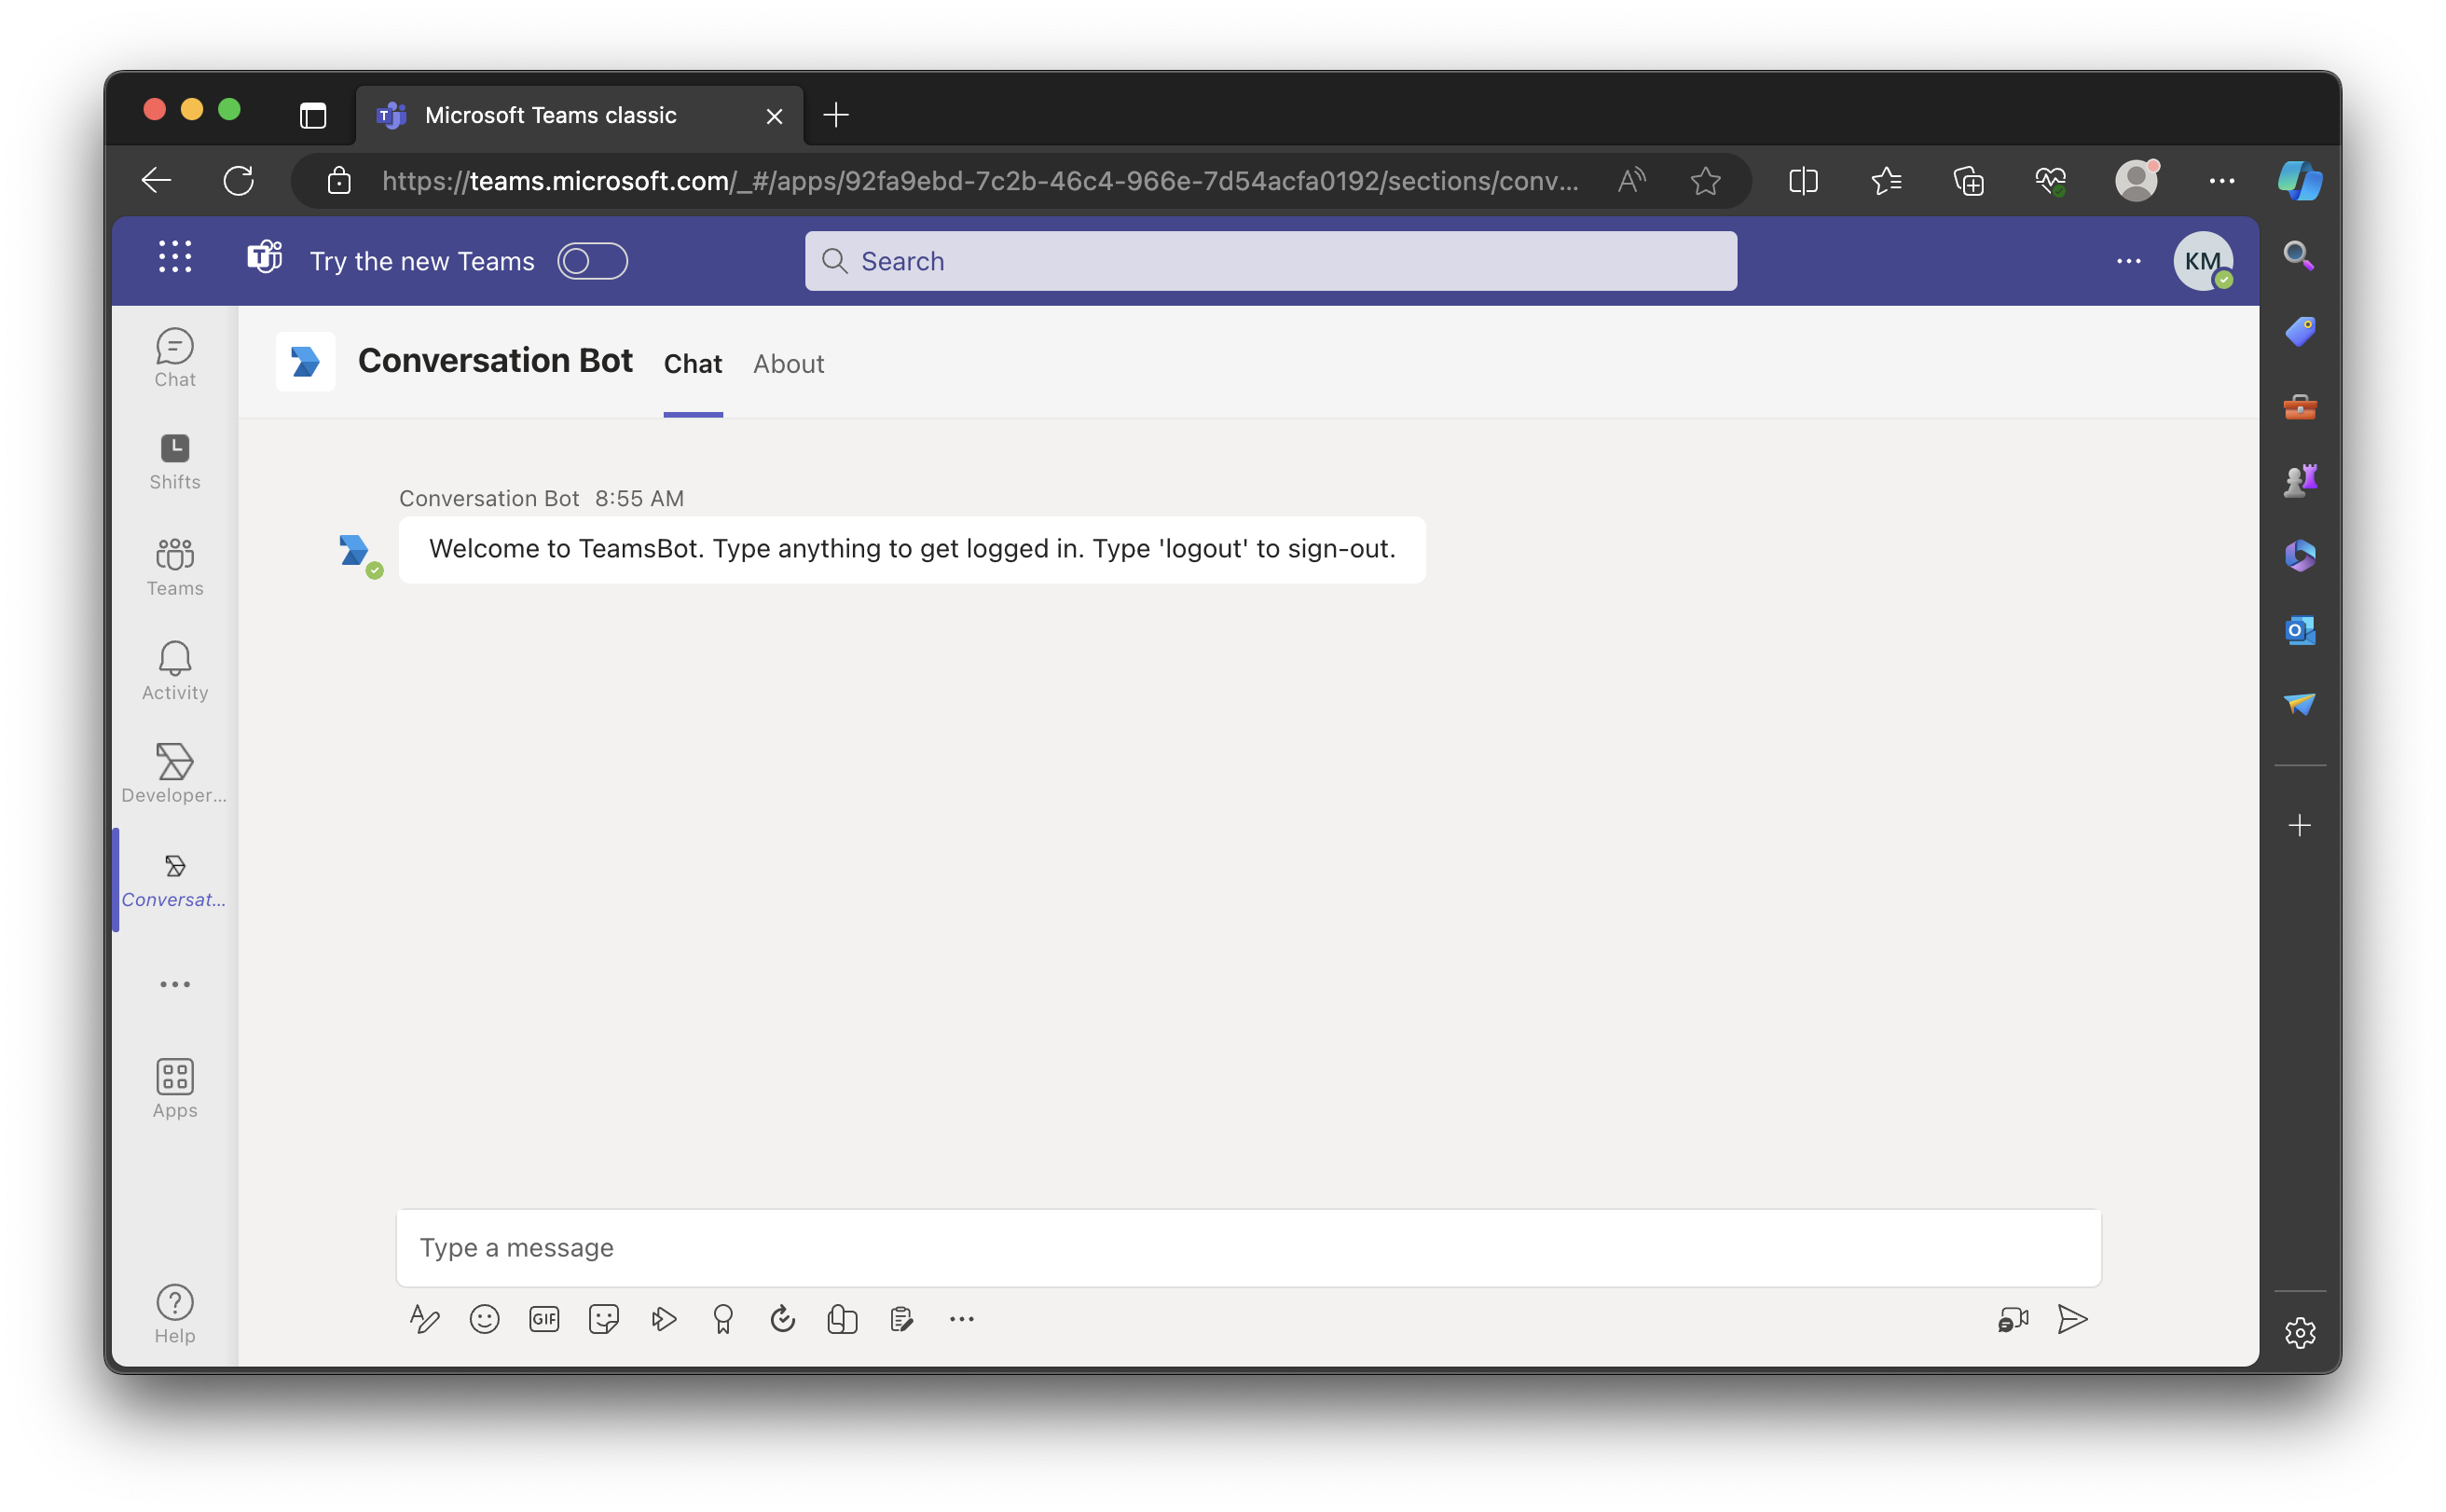 Microsoft Teams classic
https://teams.microsoft.com/_#/apps/92fa9ebd-7c2b-46c4-966e-7d54acfa0192/sections/conv...
Try the new Teams
Search
KM
Chat
Shifts
Teams
Activity
Developer...
Conversat...
Apps
Help
Conversation Bot
Chat
About
Conversation Bot 8:55 AM
Welcome to TeamsBot. Type anything to get logged in. Type 'logout' to sign-out.
Type a message
GIF